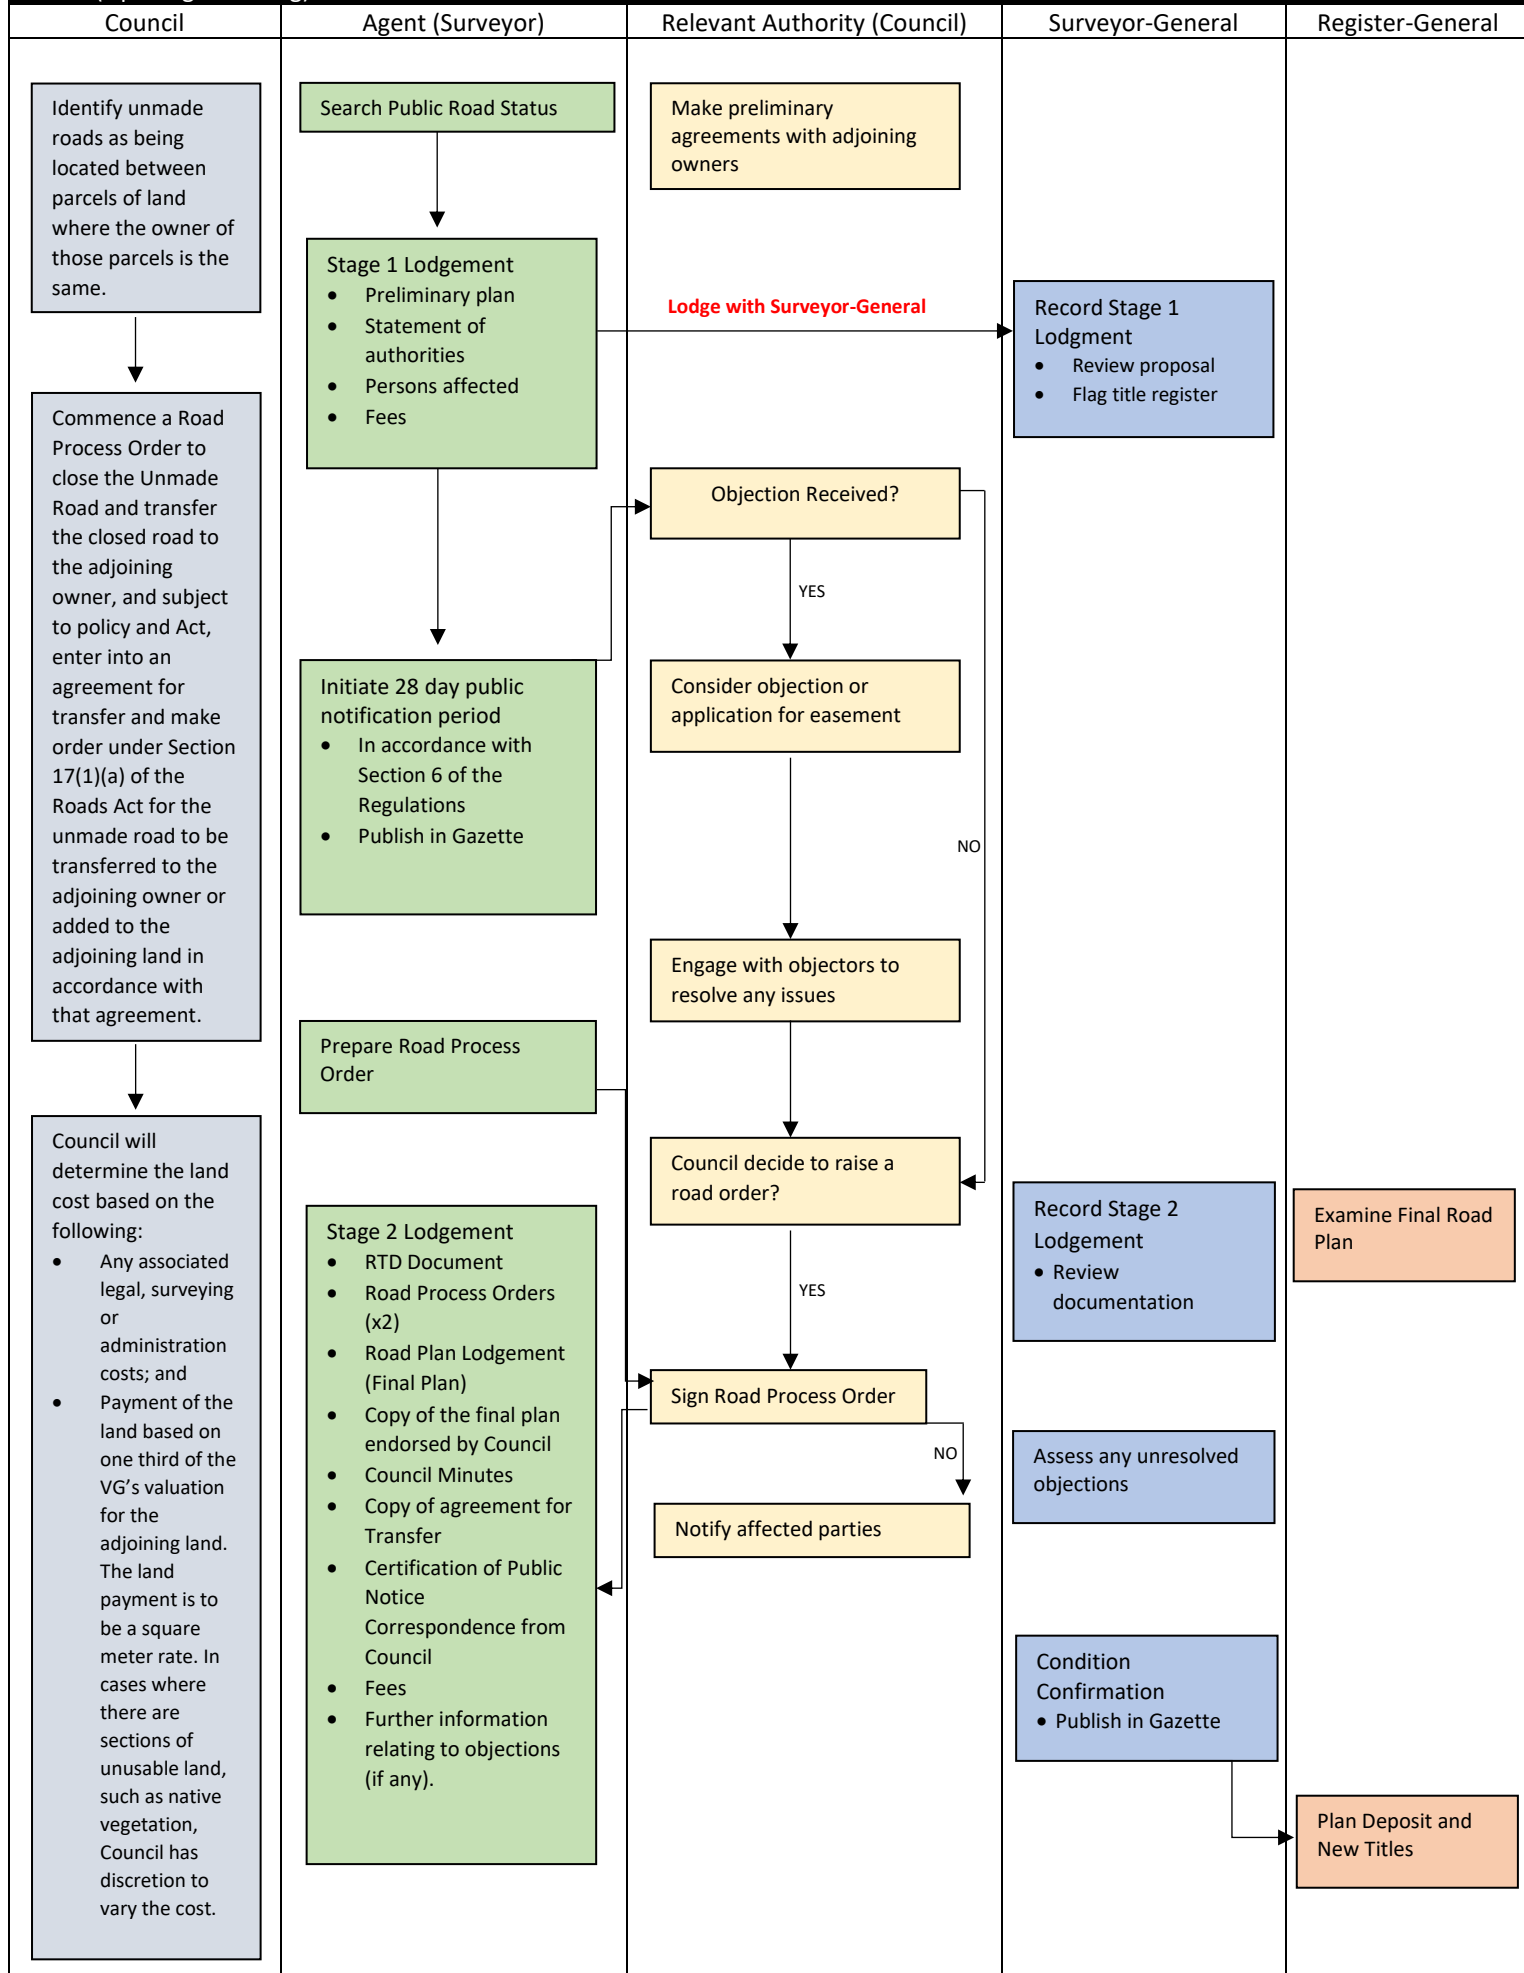 Council
Agent (Surveyor)
Relevant Authority (Council)
Surveyor-General
Register-General
Identify unmade
roads as being
located between
parcels of land
where the owner of
those parcels is the
same.
Commence a Road
Process Order to
close the Unmade
Road and transfer
the closed road to
the adjoining
owner, and subject
to policy and Act,
enter into an
agreement for
transfer and make
order under Section
17(1)(a) of the
Roads Act for the
unmade road to be
transferred to the
adjoining owner or
added to the
adjoining land in
accordance with
that agreement.
Council will
determine the land
cost based on the
following:
• Any associated
legal, surveying
or
administration
costs; and
• Payment of the
land based on
one third of the
VG’s valuation
for the
adjoining land.
The land
payment is to
be a square
meter rate. In
cases where
there are
sections of
unusable land,
such as native
vegetation,
Council has
discretion to
vary the cost.
Search Public Road Status
Stage 1 Lodgement
• Preliminary plan
• Statement of
authorities
• Persons affected
• Fees
Initiate 28 day public
notification period
• In accordance with
Section 6 of the
Regulations
• Publish in Gazette
Prepare Road Process
Order
Stage 2 Lodgement
• RTD Document
• Road Process Orders
(x2)
• Road Plan Lodgement
(Final Plan)
• Copy of the final plan
endorsed by Council
• Council Minutes
• Copy of agreement for
Transfer
• Certification of Public
Notice
Correspondence from
Council
• Fees
• Further information
relating to objections
(if any).
Make preliminary
agreements with adjoining
owners
Lodge with Surveyor-General
Objection Received?
YES
Consider objection or
application for easement
NO
Engage with objectors to
resolve any issues
Council decide to raise a
road order?
YES
Sign Road Process Order
NO
Notify affected parties
Record Stage 1
Lodgment
• Review proposal
• Flag title register
Record Stage 2
Lodgement
• Review
documentation
Assess any unresolved
objections
Condition
Confirmation
• Publish in Gazette
Examine Final Road
Plan
Plan Deposit and
New Titles